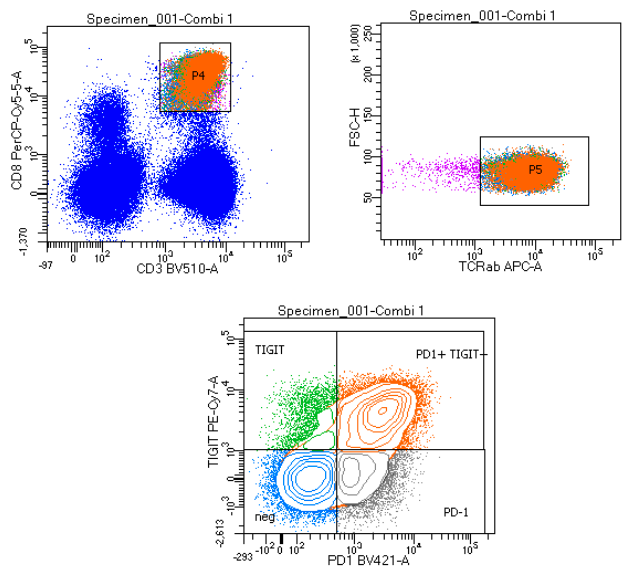 Specimen_001-Combi 1
CD8 PerCP-Cy5-5-A
10^5
10^4
10^3
0
-1,370
P4
-97
0
10^2
10^3
10^4
10^5
CD3 BV510-A
Specimen_001-Combi 1
FSC-H
(x 1,000)
250
200
150
100
50
P5
10^2
10^3
10^4
10^5
TCRab APC-A
Specimen_001-Combi 1
TIGIT PE-Cy7-A
10^5
10^4
10^3
0
-10^3
-2,613
TIGIT
PD1+ TIGIT+
neg
PD-1
-293
-10^2
0
10^2
10^3
10^4
10^5
PD1 BV421-A